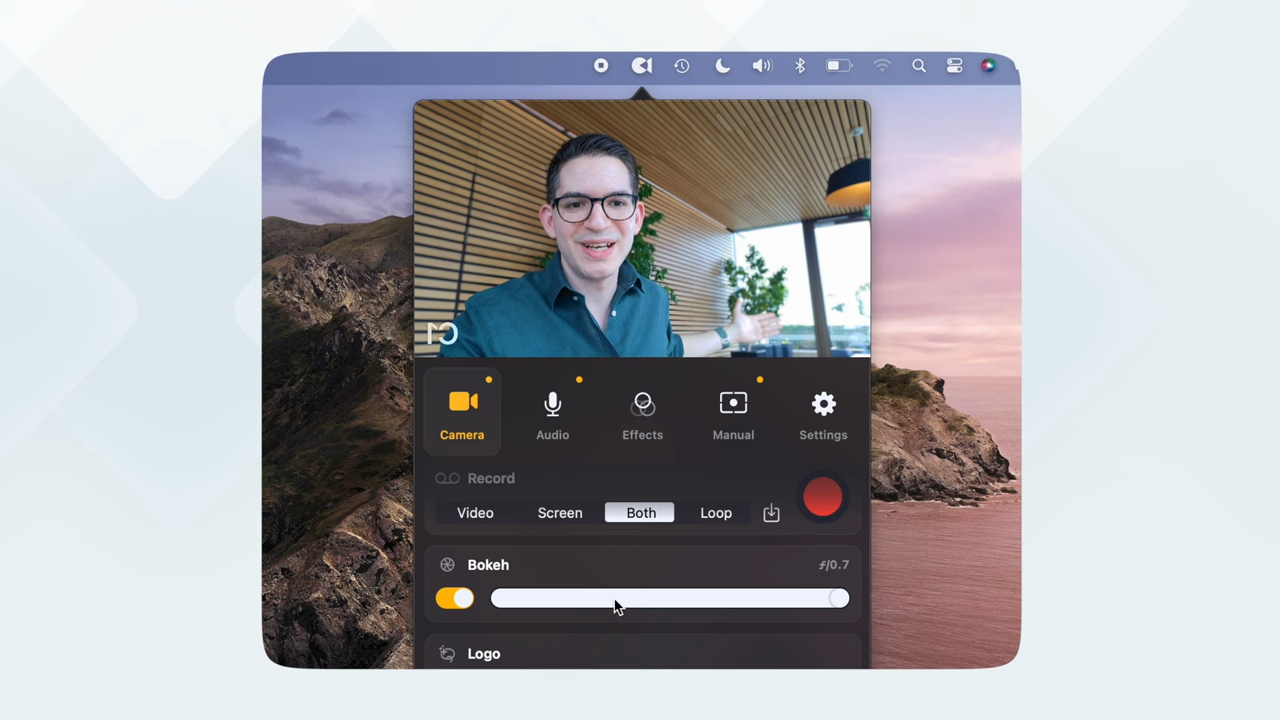 Camera
Audio
Effects
Manual
Settings
Record
Video
Screen
Both
Loop
Bokeh
ƒ/0.7
Logo